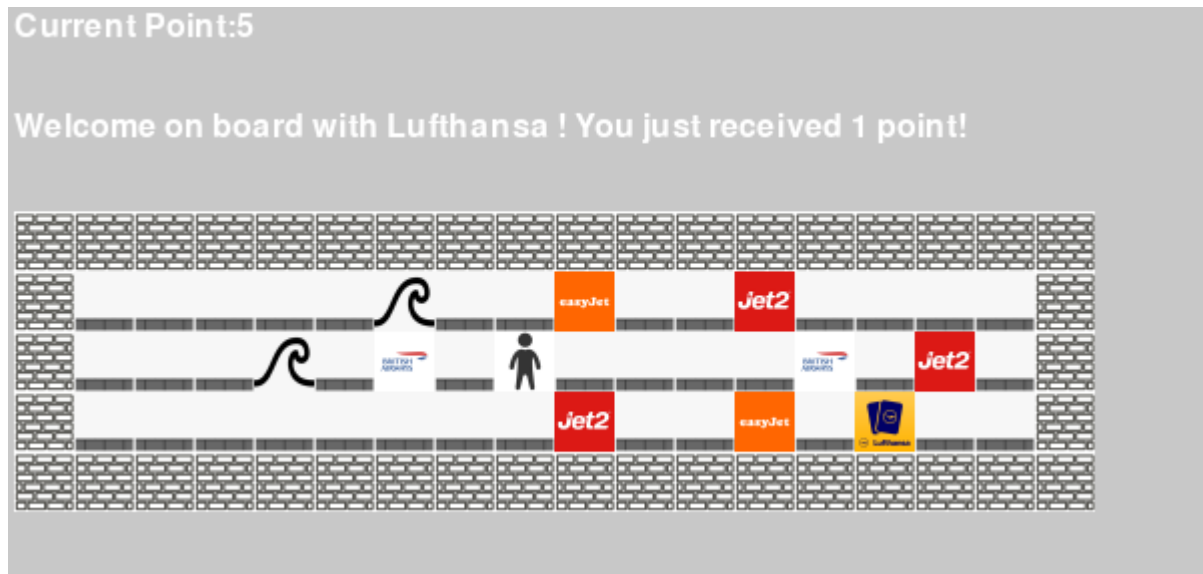 Current Point:5
Welcome on board with Lufthansa ! You just received 1 point!
easyJet
Jet2
BRITISH AIRWAYS
BRITISH AIRWAYS
Jet2
Jet2
easyJet
Lufthansa